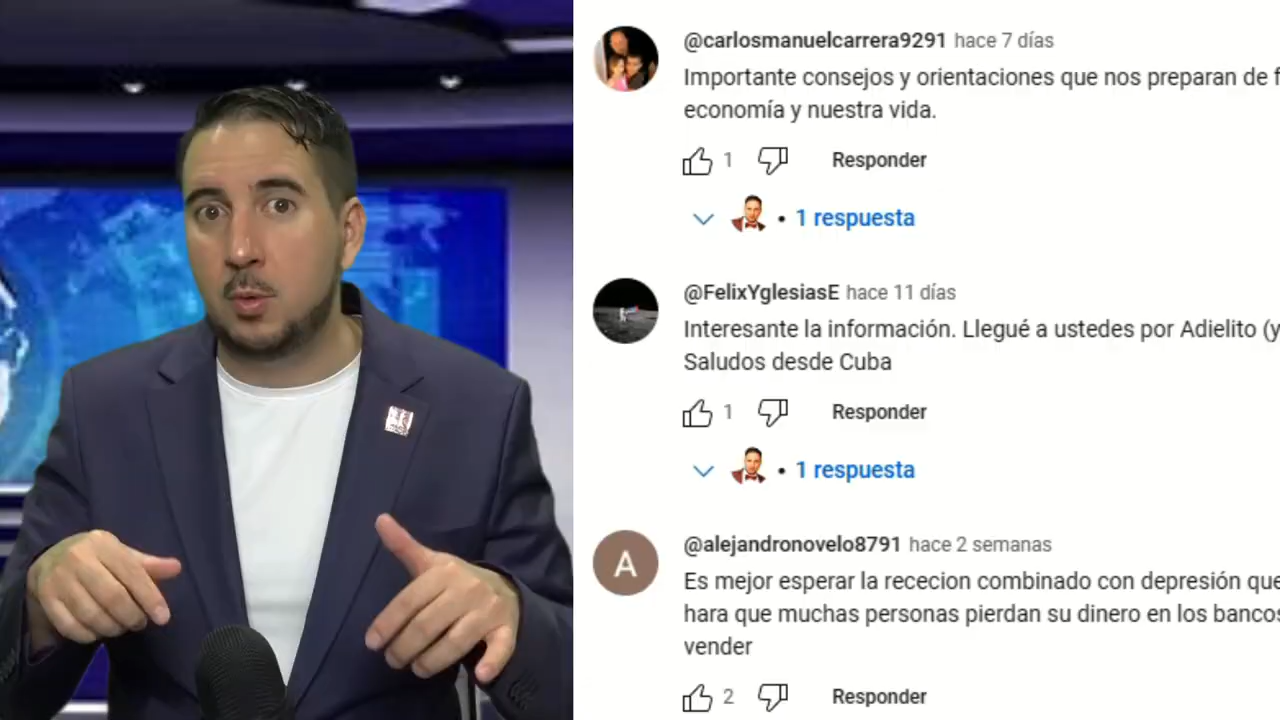 @carlosmanuelcarrera9291 hace 7 días
Importante consejos y orientaciones que nos preparan de f
economía y nuestra vida.
1 Responder
• 1 respuesta
@FelixYglesiasE hace 11 días
Interesante la información. Llegué a ustedes por Adielito (y
Saludos desde Cuba
1 Responder
• 1 respuesta
A
@alejandronovelo8791 hace 2 semanas
Es mejor esperar la rececion combinado con depresión que
hara que muchas personas pierdan su dinero en los bancos
vender
2 Responder